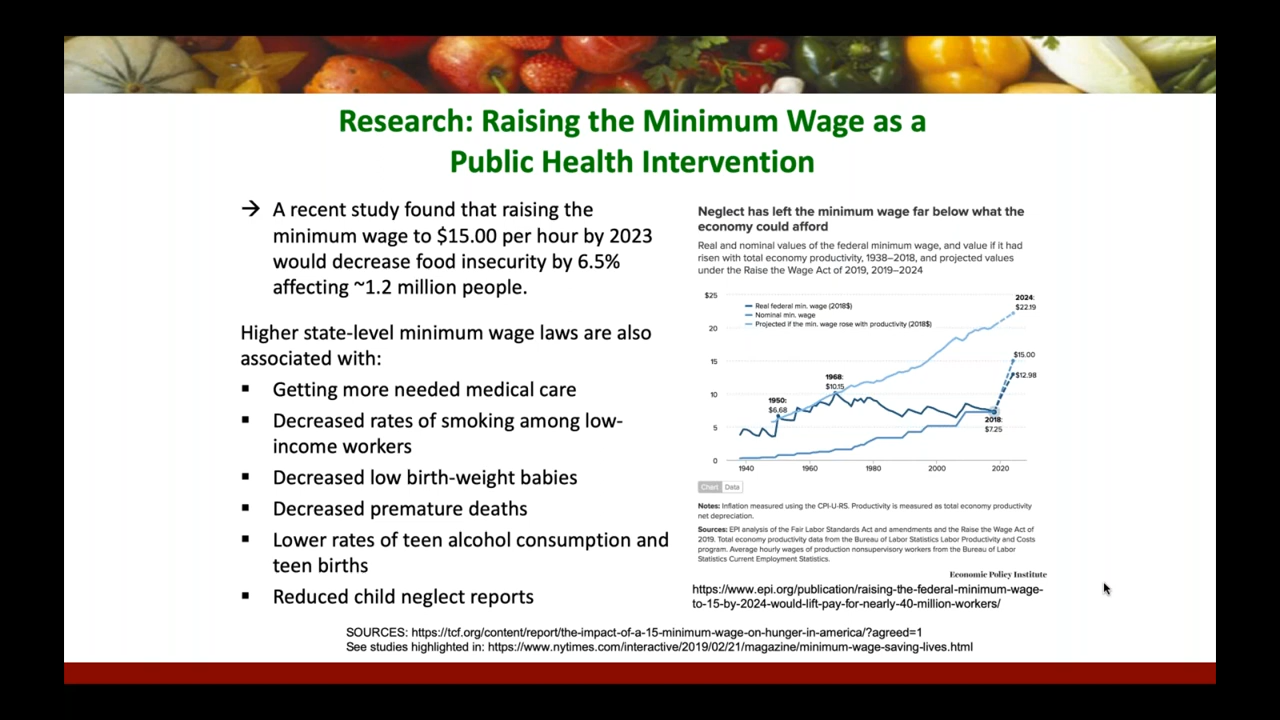 Research: Raising the Minimum Wage as a
Public Health Intervention
→ A recent study found that raising the
minimum wage to $15.00 per hour by 2023
would decrease food insecurity by 6.5%
affecting ~1.2 million people.
Higher state-level minimum wage laws are also
associated with:
▪ Getting more needed medical care
▪ Decreased rates of smoking among low-
income workers
▪ Decreased low birth-weight babies
▪ Decreased premature deaths
▪ Lower rates of teen alcohol consumption and
teen births
▪ Reduced child neglect reports
Neglect has left the minimum wage far below what the
economy could afford
Real and nominal values of the federal minimum wage, and value if it had
risen with total economy productivity, 1938–2018, and projected values
under the Raise the Wage Act of 2019, 2019–2024
$25
20
15
10
5
0
Real federal min. wage (2018$)
Nominal min. wage
Projected if the min. wage rose with productivity (2018$)
1950:
$6.68
1968:
$10.15
2024:
$22.19
$15.00
$12.98
2018:
$7.25
1940 1960 1980 2000 2020
Chart Data
Notes: Inflation measured using the CPI-U-RS. Productivity is measured as total economy productivity
net depreciation.
Sources: EPI analysis of the Fair Labor Standards Act and amendments and the Raise the Wage Act of
2019. Total economy productivity data from the Bureau of Labor Statistics Labor Productivity and Costs
program. Average hourly wages of production nonsupervisory workers from the Bureau of Labor
Statistics Current Employment Statistics.
Economic Policy Institute
https://www.epi.org/publication/raising-the-federal-minimum-wage-
to-15-by-2024-would-lift-pay-for-nearly-40-million-workers/
SOURCES: https://tcf.org/content/report/the-impact-of-a-15-minimum-wage-on-hunger-in-america/?agreed=1
See studies highlighted in: https://www.nytimes.com/interactive/2019/02/21/magazine/minimum-wage-saving-lives.html